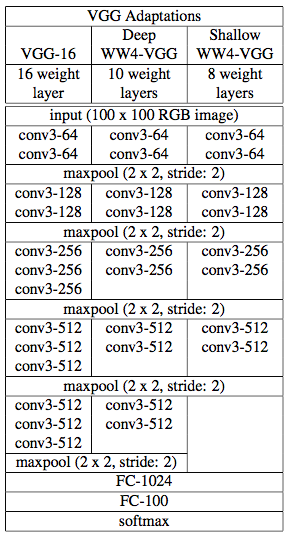 VGG Adaptations
VGG-16 Deep WW4-VGG Shallow WW4-VGG
16 weight layer 10 weight layers 8 weight layers
input (100 x 100 RGB image)
conv3-64 conv3-64 conv3-64
conv3-64 conv3-64 conv3-64
maxpool (2 x 2, stride: 2)
conv3-128 conv3-128 conv3-128
conv3-128 conv3-128 conv3-128
maxpool (2 x 2, stride: 2)
conv3-256 conv3-256 conv3-256
conv3-256 conv3-256 conv3-256
conv3-256
maxpool (2 x 2, stride: 2)
conv3-512 conv3-512 conv3-512
conv3-512 conv3-512 conv3-512
conv3-512
maxpool (2 x 2, stride: 2)
conv3-512 conv3-512
conv3-512 conv3-512
conv3-512
maxpool (2 x 2, stride: 2)
FC-1024
FC-100
softmax